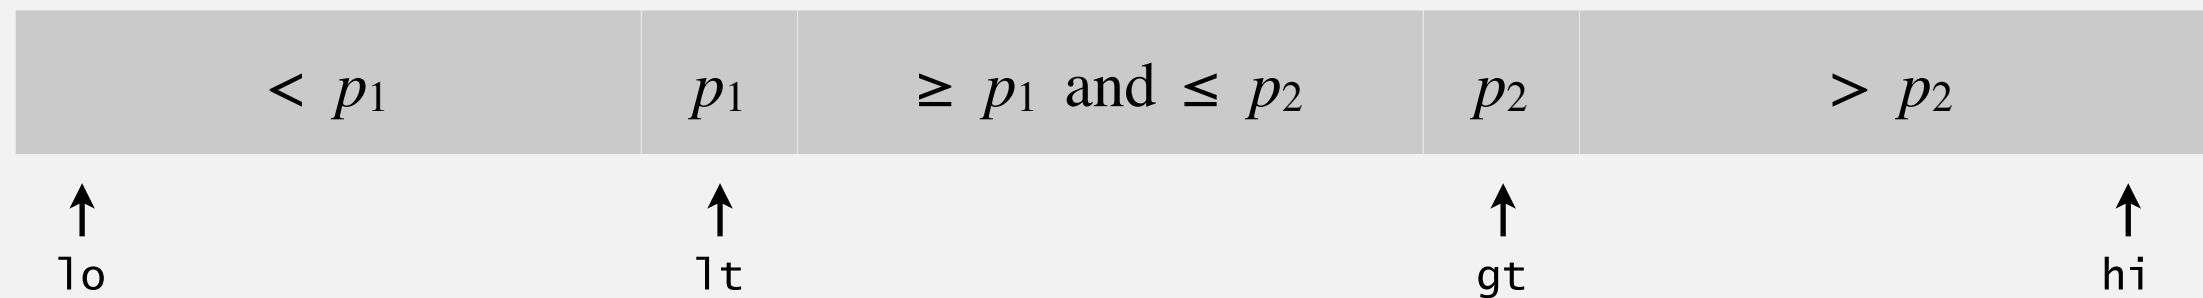 < p₁ p₁ ≥ p₁ and ≤ p₂ p₂ > p₂
lo lt gt hi